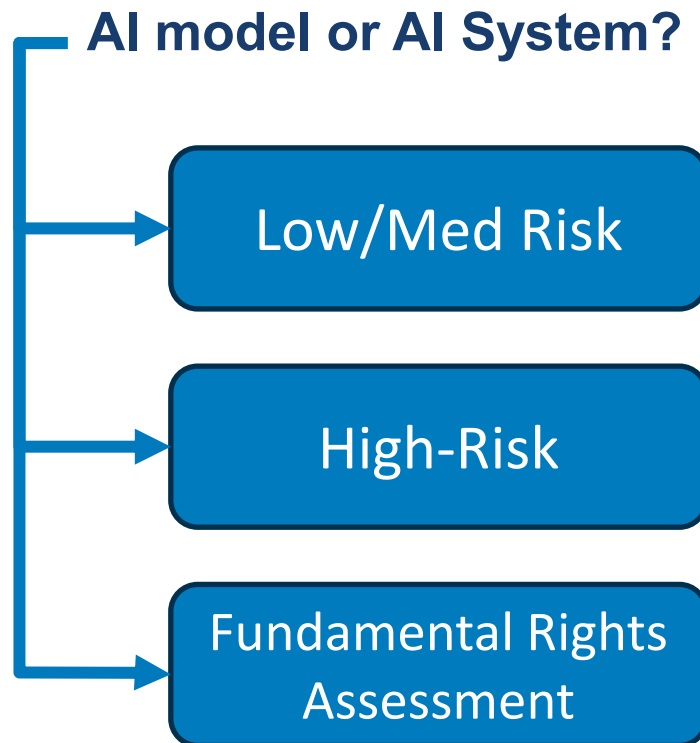 AI model or AI System?
Low/Med Risk
High-Risk
Fundamental Rights
Assessment